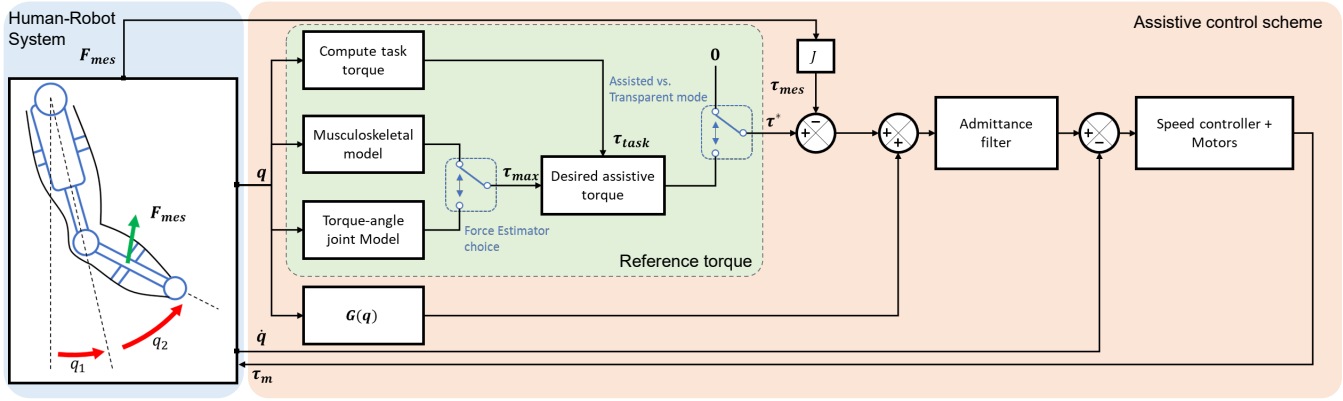 Human-Robot
System
Assistive control scheme
F_mes
Compute task
torque
0
J
Assisted vs.
Transparent mode
τ_mes
Musculoskeletal
model
τ_task
τ*
− + + + + −
Admittance
filter
Speed controller +
Motors
q
τ_max
Desired assistive
torque
F_mes
Torque-angle
joint Model
Force Estimator
choice
Reference torque
G(q)
q̇
q₂
q₁
τ_m